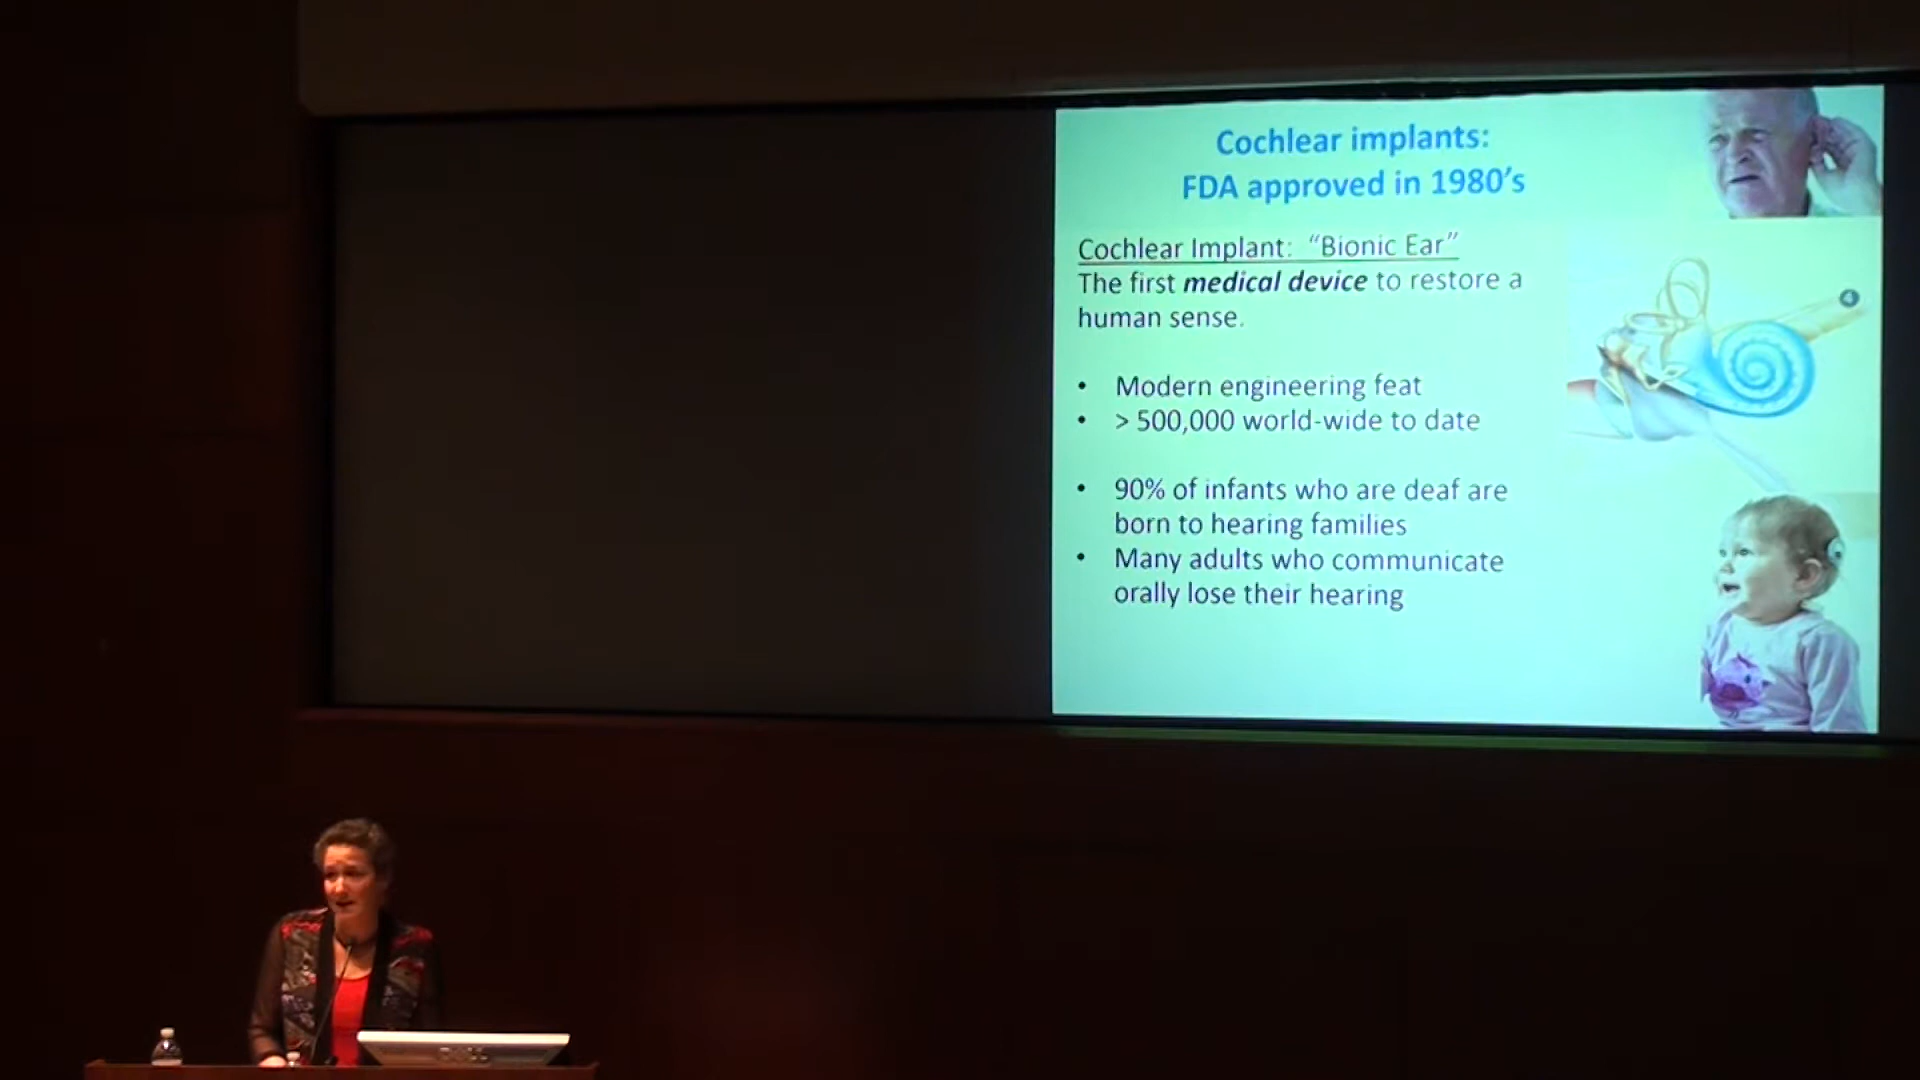 Cochlear implants:
FDA approved in 1980's
Cochlear Implant: “Bionic Ear”
The first medical device to restore a
human sense.
• Modern engineering feat
• > 500,000 world-wide to date
• 90% of infants who are deaf are
born to hearing families
• Many adults who communicate
orally lose their hearing
4
DELL